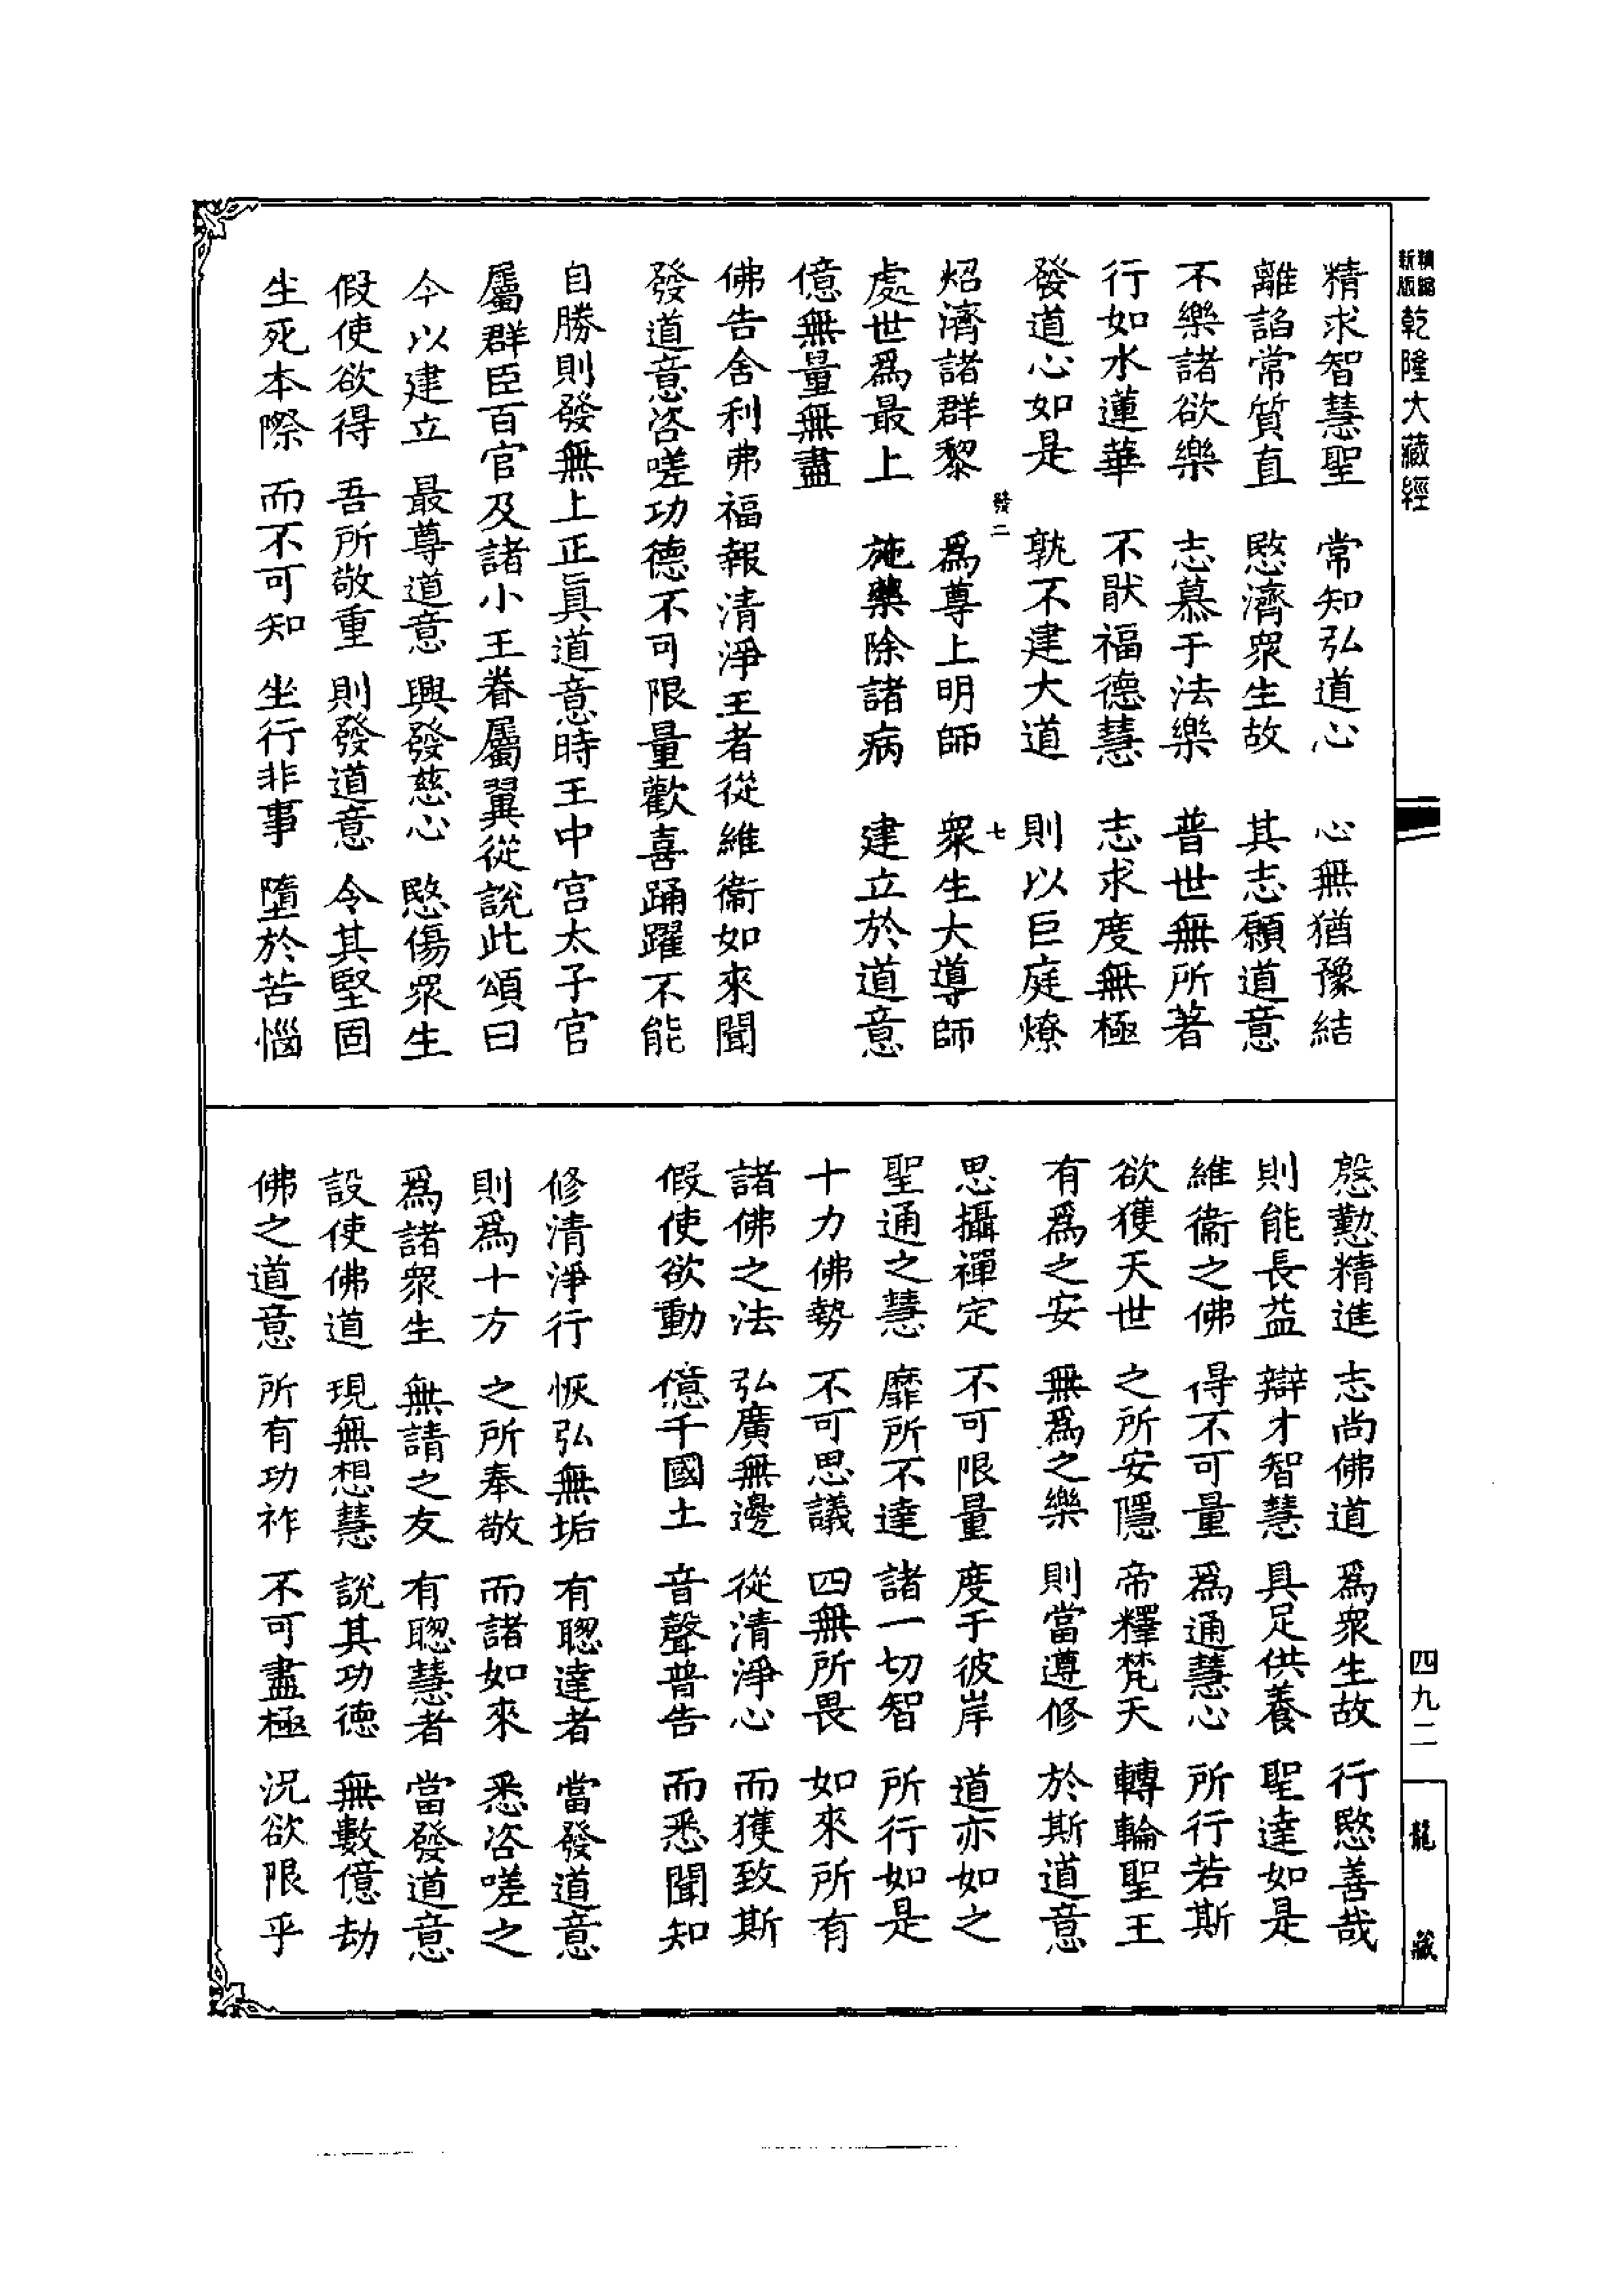 精縮新版乾隆大藏經
精求智慧聖　常知弘道心　心無猶豫結
離諂常質直　愍濟衆生故　其志願道意
不樂諸欲樂　志慕于法樂　普世無所著
行如水蓮華　不猒福德慧　志求度無極
發道心如是　孰不建大道　則以巨庭燎
發二　七
炤濟諸群黎　爲尊上明師　衆生大導師
處世爲最上　施藥除諸病　建立於道意
億無量無盡
佛告舍利弗福報清淨王者從維衞如來聞
發道意咨嗟功德不可限量歡喜踊躍不能
自勝則發無上正眞道意時王中宮太子官
屬群臣百官及諸小王眷屬翼從說此頌曰
今以建立　最尊道意　興發慈心　愍傷衆生
假使欲得　吾所敬重　則發道意　令其堅固
生死本際　而不可知　坐行非事　墮於苦惱
慇懃精進　志尚佛道　爲衆生故　行愍善哉
則能長益　辯才智慧　具足供養　聖達如是
維衞之佛　得不可量　爲通慧心　所行若斯
欲獲天世　之所安隱　帝釋梵天　轉輪聖王
有爲之安　無爲之樂　則當遵修　於斯道意
思攝禪定　不可限量　度于彼岸　道亦如之
聖通之慧　靡所不達　諸一切智　所行如是
十力佛勢　不可思議　四無所畏　如來所有
諸佛之法　弘廣無邊　從清淨心　而獲致斯
假使欲動　億千國土　音聲普告　而悉聞知
修清淨行　恢弘無垢　有聰達者　當發道意
則爲十方　之所奉敬　而諸如來　悉咨嗟之
爲諸衆生　無請之友　有聰慧者　當發道意
設使佛道　現無想慧　說其功德　無數億劫
佛之道意　所有功祚　不可盡極　況欲限乎
四九二
龍藏